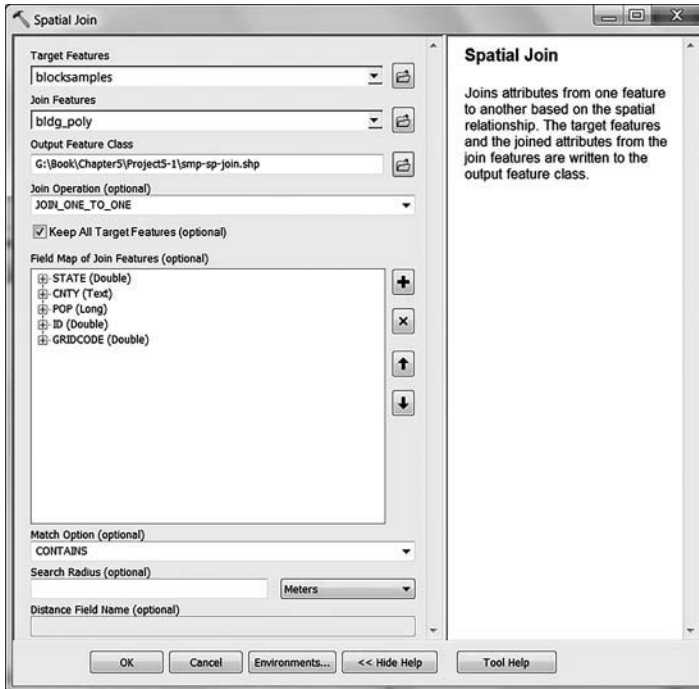 Spatial Join
Target Features
blocksamples
Join Features
bldg_poly
Output Feature Class
G:\Book\Chapter5\Project5-1\smp-sp-join.shp
Join Operation (optional)
JOIN_ONE_TO_ONE
Keep All Target Features (optional)
Field Map of Join Features (optional)
STATE (Double)
CNTY (Text)
POP (Long)
ID (Double)
GRIDCODE (Double)
Match Option (optional)
CONTAINS
Search Radius (optional)
Meters
Distance Field Name (optional)
OK
Cancel
Environments...
<< Hide Help
Tool Help
Spatial Join
Joins attributes from one feature
to another based on the spatial
relationship. The target features
and the joined attributes from the
join features are written to the
output feature class.